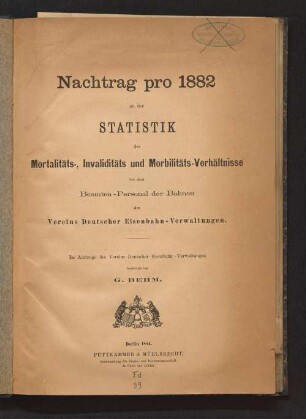 Nachtrag pro 1882
zu der
STATISTIK
der
Mortalitäts-, Invaliditäts und Morbilitäts-Verhältnisse
bei dem
Beamten-Personal der Bahnen
des
Vereins Deutscher Eisenbahn-Verwaltungen.
Im Auftrage des Vereins Deutscher Eisenbahn-Verwaltungen
G. BEHM.
Berlin 1884.
PUTTKAMMER & MÜHLBRECHT.